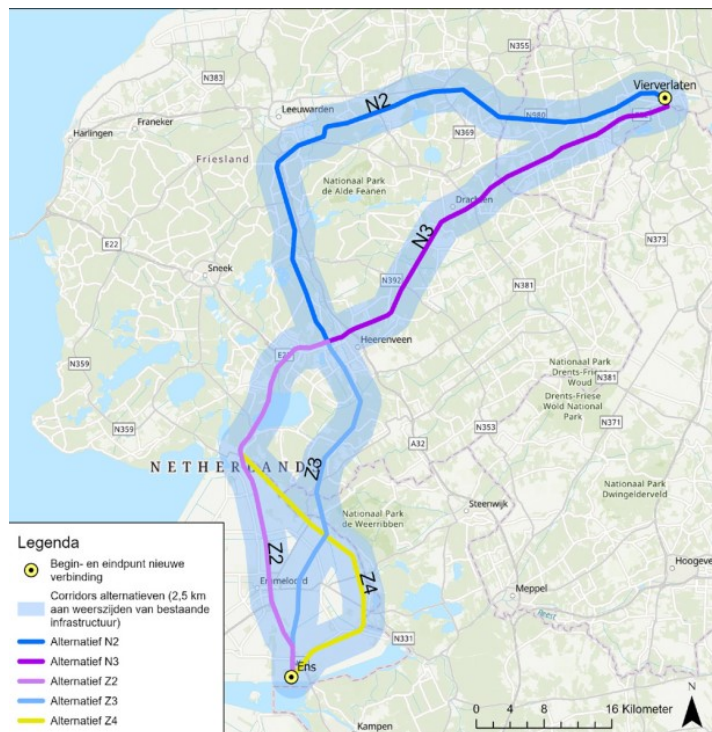 N355
Vierverlaten
N383
Leeuwarden
N2
N980
Franeker
Harlingen
N369
Friesland
Nationaal Park
de Alde Feanen
Drachten
N3
N373
E22
Sneek
N392
N381
Heerenveen
N359
Nationaal Park
Drents-Friese
Woud
N381
Drents-Friese
Wold National
Park
N359
N371
N353
A32
NETHERLANDS
Z3
Nationaal Park
Dwingelderveld
Steenwijk
Nationaal Park
de Weerribben
Z2
Emmeloord
Z4
Hoogeve
Meppel
N331
Ens
Kampen
Legenda
Begin- en eindpunt nieuwe
verbinding
Corridors alternatieven (2,5 km
aan weerszijden van bestaande
infrastructuur)
Alternatief N2
Alternatief N3
Alternatief Z2
Alternatief Z3
Alternatief Z4
N
0 4 8 16 Kilometer